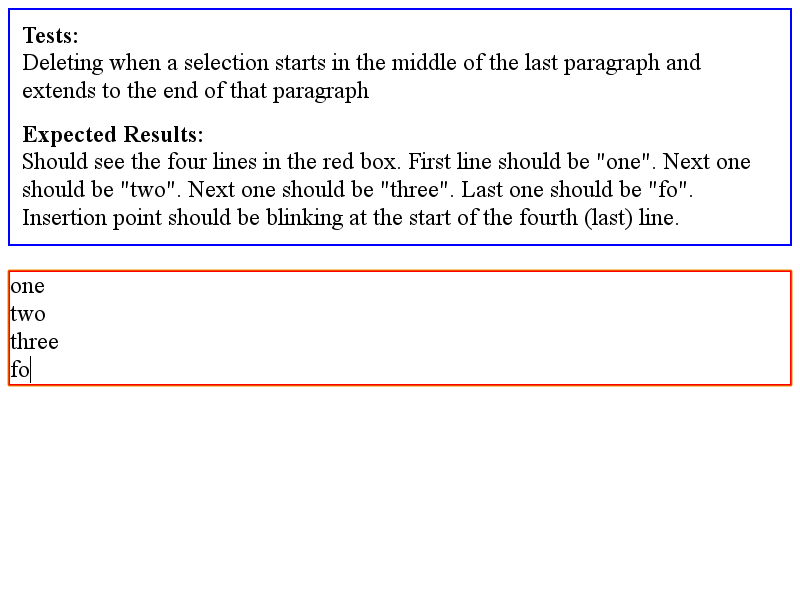 Tests:
Deleting when a selection starts in the middle of the last paragraph and
extends to the end of that paragraph
Expected Results:
Should see the four lines in the red box. First line should be "one". Next one
should be "two". Next one should be "three". Last one should be "fo".
Insertion point should be blinking at the start of the fourth (last) line.
one
two
three
fo